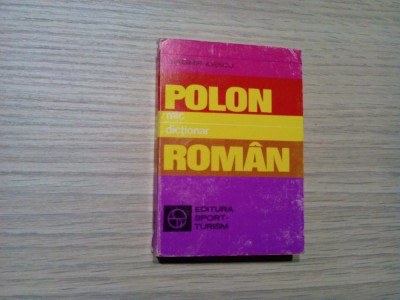 POLON
mic
dicționar
ROMÂN
EDITURA
SPORT-
TURISM